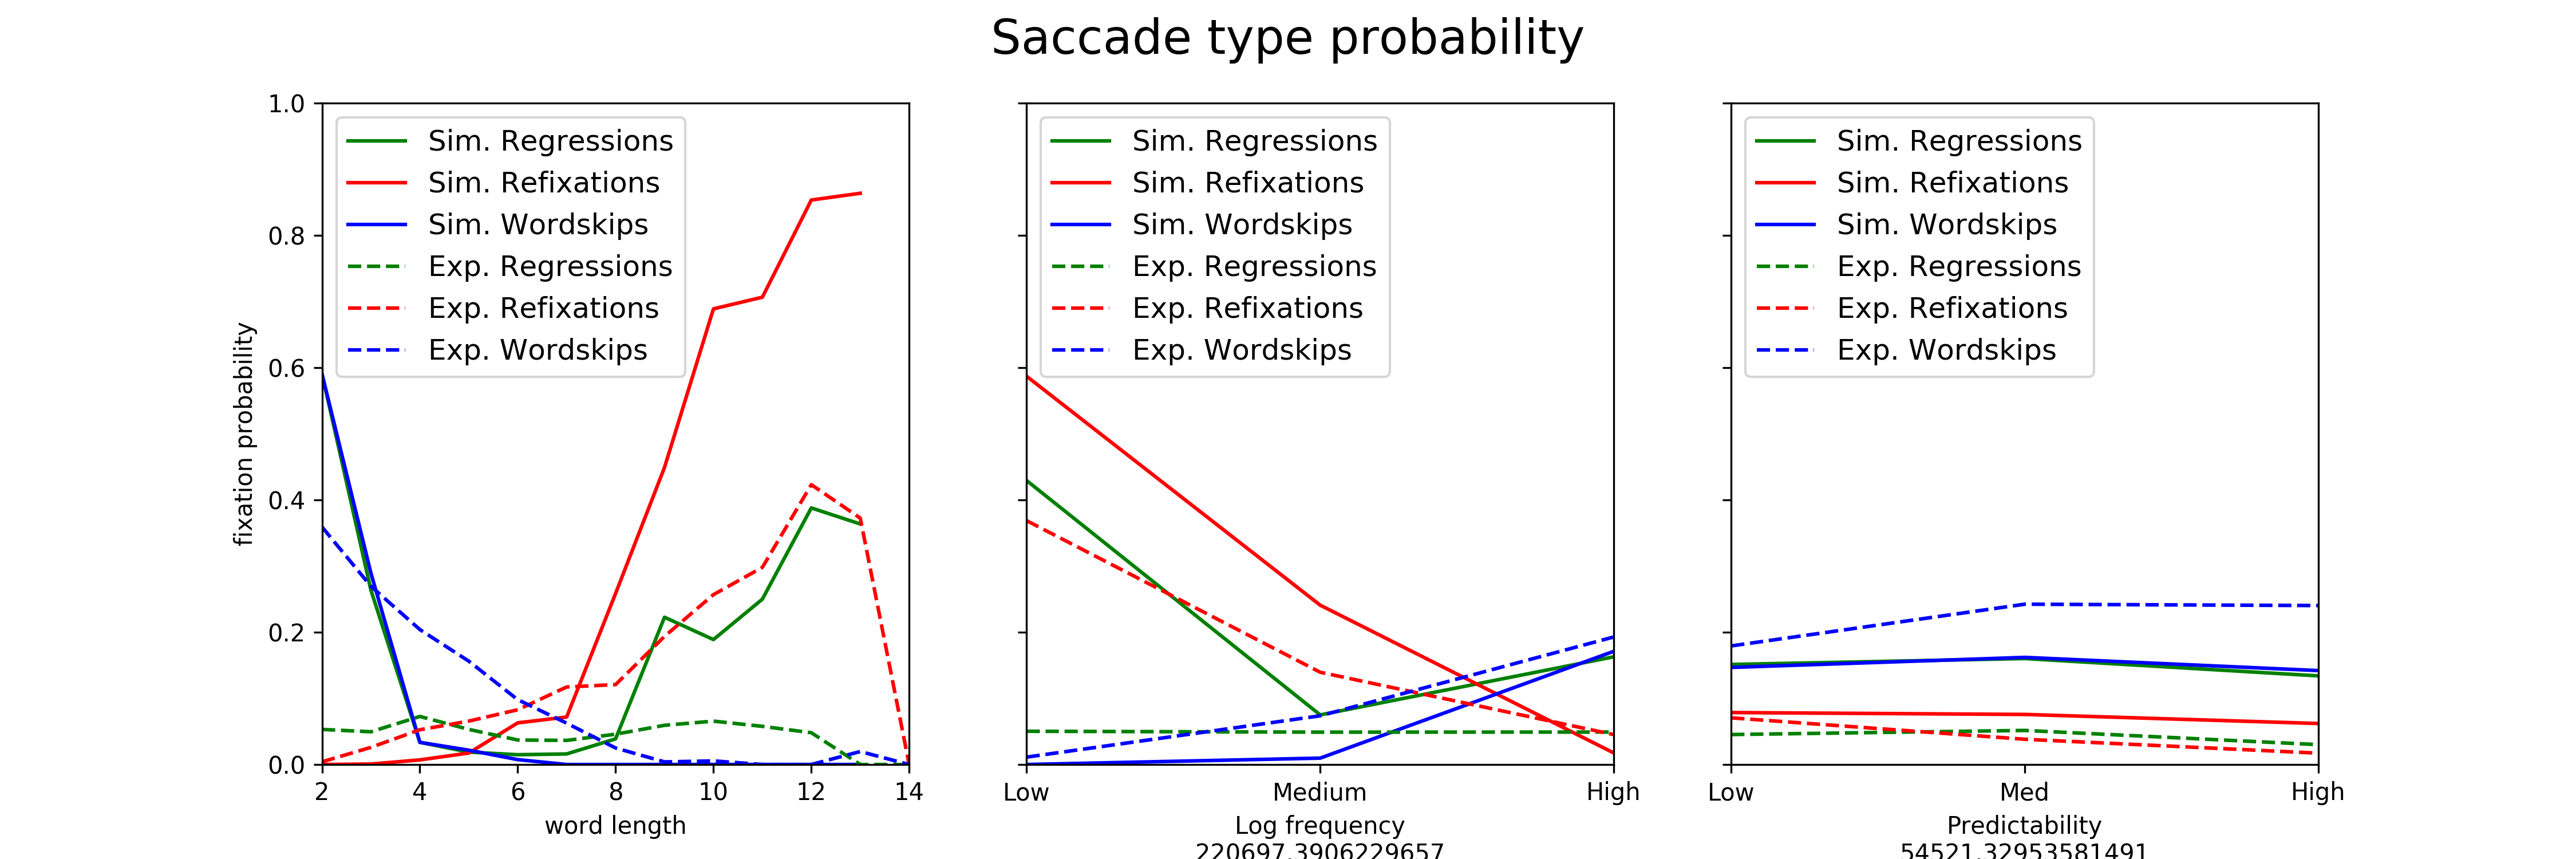 Saccade type probability
1.0
0.8
0.6
0.4
0.2
0.0
fixation probability
Sim. Regressions
Sim. Refixations
Sim. Wordskips
Exp. Regressions
Exp. Refixations
Exp. Wordskips
2 4 6 8 10 12 14
word length
Sim. Regressions
Sim. Refixations
Sim. Wordskips
Exp. Regressions
Exp. Refixations
Exp. Wordskips
Low Medium High
Log frequency
220697.3906229657
Sim. Regressions
Sim. Refixations
Sim. Wordskips
Exp. Regressions
Exp. Refixations
Exp. Wordskips
Low Med High
Predictability
54521.32953581491